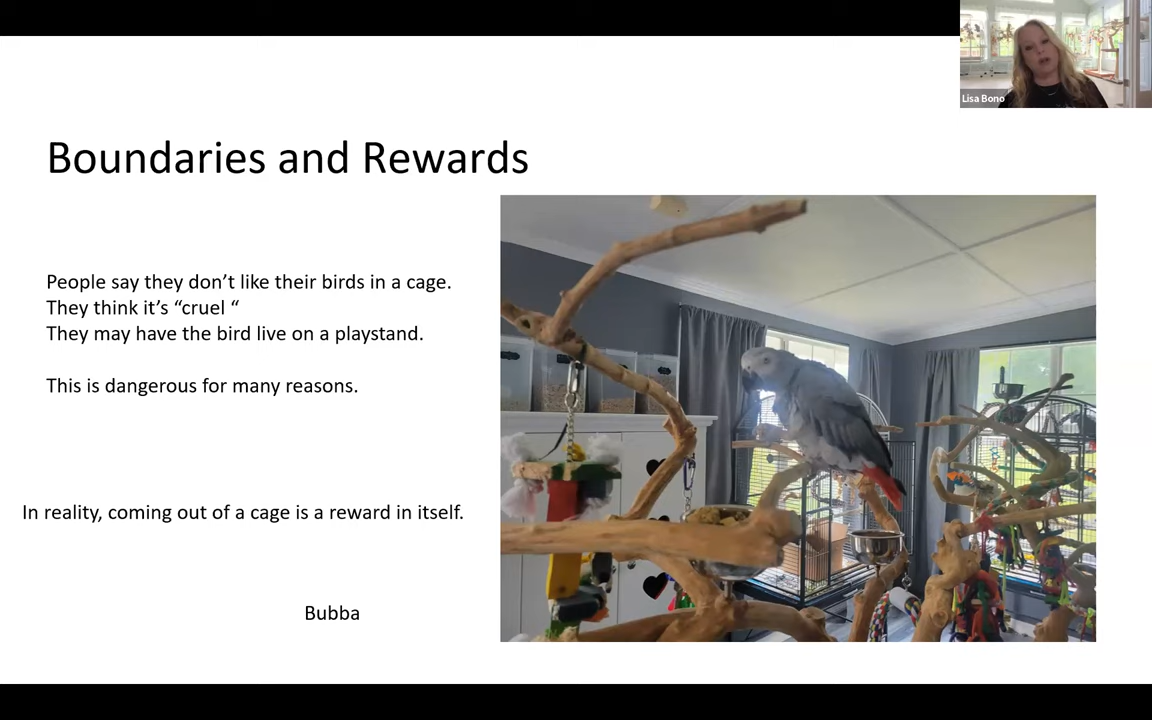 Lisa Bono
Boundaries and Rewards
People say they don’t like their birds in a cage.
They think it’s “cruel “
They may have the bird live on a playstand.
This is dangerous for many reasons.
In reality, coming out of a cage is a reward in itself.
Bubba